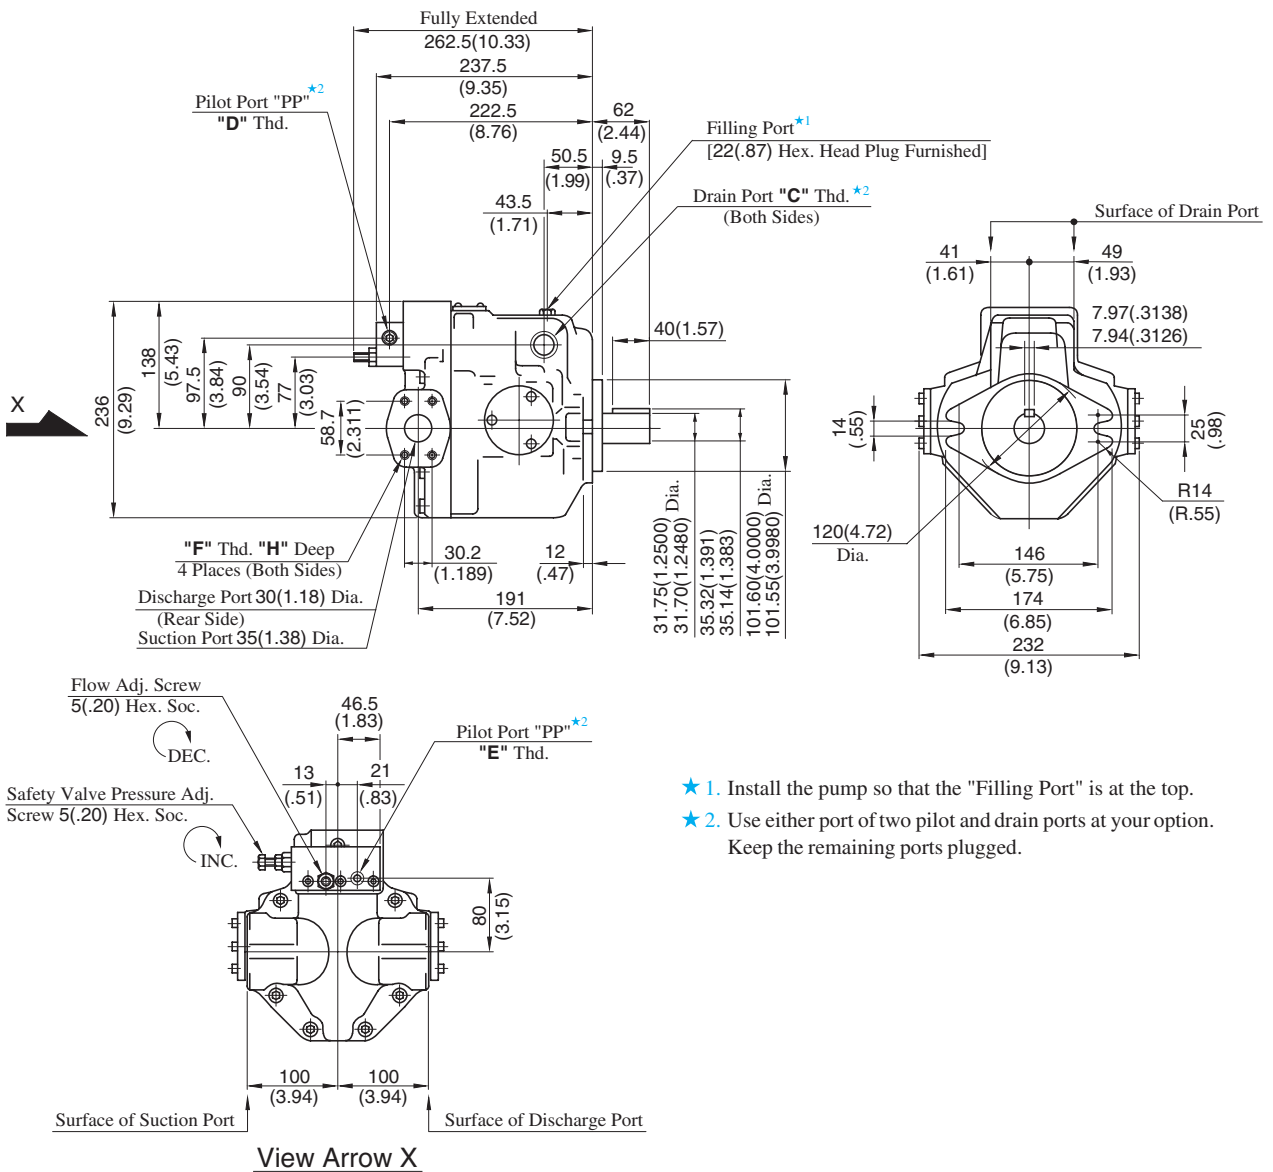 Fully Extended
262.5(10.33)
237.5
(9.35)
Pilot Port "PP"★2
"D" Thd.
222.5
(8.76)
62
(2.44)
Filling Port★1
[22(.87) Hex. Head Plug Furnished]
50.5
(1.99)
9.5
(.37)
43.5
(1.71)
Drain Port "C" Thd.★2
(Both Sides)
Surface of Drain Port
41
(1.61)
49
(1.93)
7.97(.3138)
7.94(.3126)
40(1.57)
X
236
(9.29)
138
(5.43)
97.5
(3.84)
90
(3.54)
77
(3.03)
58.7
(2.311)
14
(.55)
25
(.98)
R14
(R.55)
120(4.72)
Dia.
146
(5.75)
174
(6.85)
232
(9.13)
"F" Thd. "H" Deep
4 Places (Both Sides)
30.2
(1.189)
12
(.47)
Discharge Port 30(1.18) Dia.
(Rear Side)
Suction Port 35(1.38) Dia.
191
(7.52)
31.75(1.2500)
31.70(1.2480) Dia.
35.32(1.391)
35.14(1.383)
101.60(4.0000)
101.55(3.9980) Dia.
Flow Adj. Screw
5(.20) Hex. Soc.
DEC.
46.5
(1.83)
Pilot Port "PP"★2
"E" Thd.
13
(.51)
21
(.83)
Safety Valve Pressure Adj.
Screw 5(.20) Hex. Soc.
INC.
80
(3.15)
★ 1. Install the pump so that the "Filling Port" is at the top.
★ 2. Use either port of two pilot and drain ports at your option.
Keep the remaining ports plugged.
100
(3.94)
100
(3.94)
Surface of Suction Port
Surface of Discharge Port
View Arrow X